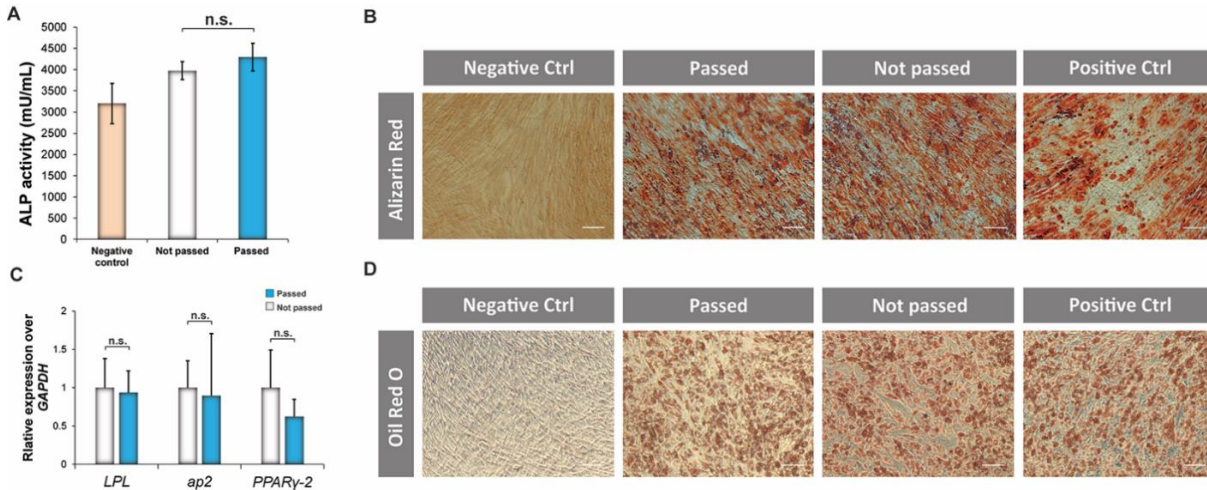 A
n.s.
ALP activity (mU/mL)
5000
4500
4000
3500
3000
2500
2000
1500
1000
500
0
Negative control
Not passed
Passed
B
Negative Ctrl
Passed
Not passed
Positive Ctrl
Alizarin Red
C
Passed
Not passed
Rlative expression over
GAPDH
2
1.5
1
0.5
0
n.s.
n.s.
n.s.
LPL
ap2
PPARγ-2
D
Negative Ctrl
Passed
Not passed
Positive Ctrl
Oil Red O